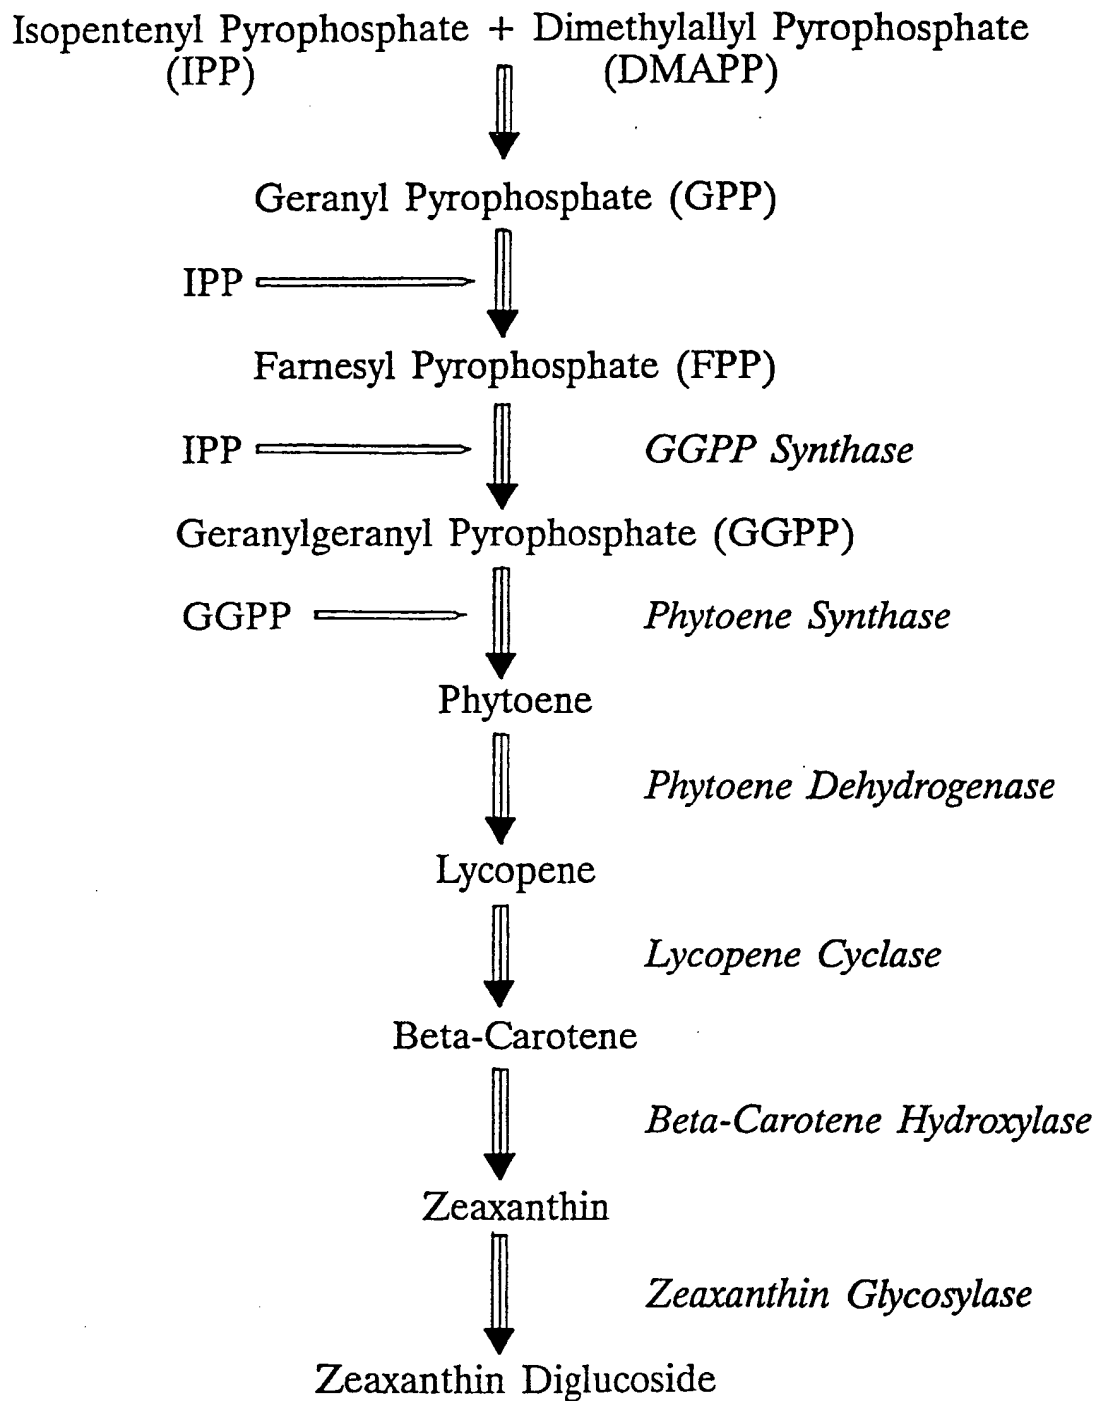 Isopentenyl Pyrophosphate + Dimethylallyl Pyrophosphate
(IPP) (DMAPP)
Geranyl Pyrophosphate (GPP)
IPP
Farnesyl Pyrophosphate (FPP)
IPP GGPP Synthase
Geranylgeranyl Pyrophosphate (GGPP)
GGPP Phytoene Synthase
Phytoene
Phytoene Dehydrogenase
Lycopene
Lycopene Cyclase
Beta-Carotene
Beta-Carotene Hydroxylase
Zeaxanthin
Zeaxanthin Glycosylase
Zeaxanthin Diglucoside